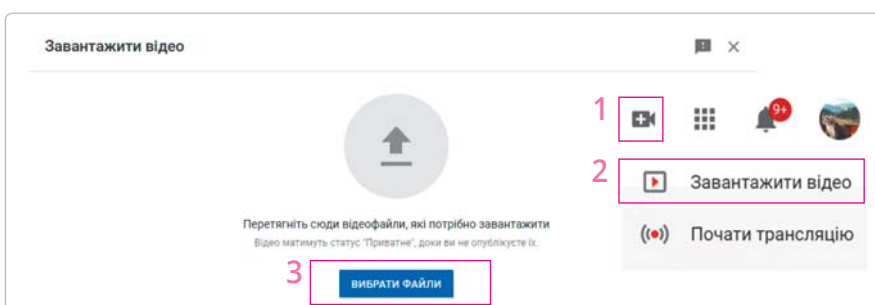 Завантажити відео
1
9+
2
Завантажити відео
Почати трансляцію
Перетягніть сюди відеофайли, які потрібно завантажити
Відео матимуть статус "Приватне", доки ви не опублікуєте їх.
3
ВИБРАТИ ФАЙЛИ